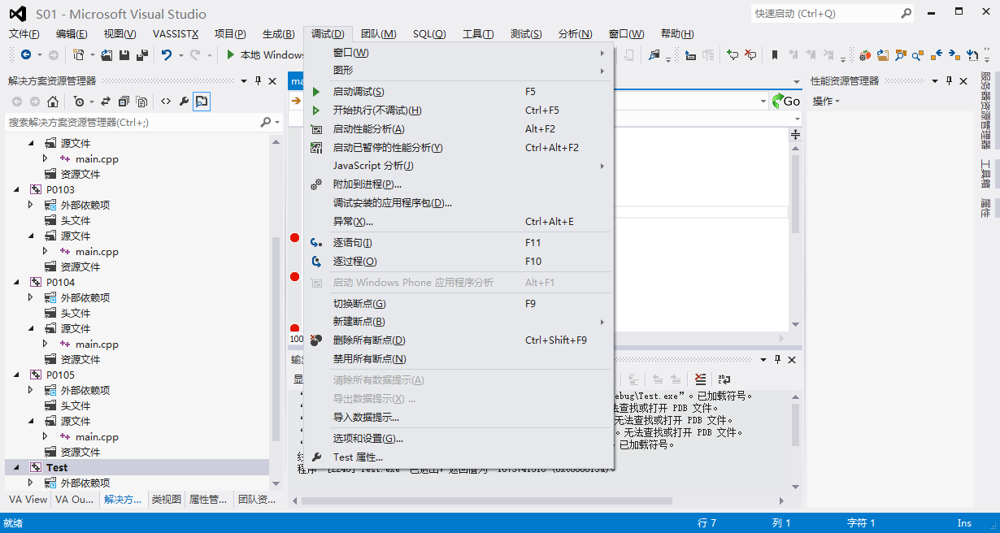 S01 - Microsoft Visual Studio
快速启动 (Ctrl+Q)
文件(F) 编辑(E) 视图(V) VASSISTX 项目(P) 生成(B) 调试(D) 团队(M) SQL(Q) 工具(T) 测试(S) 分析(N) 窗口(W) 帮助(H)
本地 Windows
解决方案资源管理器
搜索解决方案资源管理器(Ctrl+;)
源文件
main.cpp
资源文件
P0103
外部依赖项
头文件
源文件
main.cpp
资源文件
P0104
外部依赖项
头文件
源文件
main.cpp
资源文件
P0105
外部依赖项
头文件
源文件
main.cpp
资源文件
Test
外部依赖项
VA View VA Ou... 解决方... 类视图 属性管... 团队资...
ma
窗口(W)
图形
启动调试(S) F5
开始执行(不调试)(H) Ctrl+F5
启动性能分析(A) Alt+F2
启动已暂停的性能分析(Y) Ctrl+Alt+F2
JavaScript 分析(J)
附加到进程(P)...
调试安装的应用程序包(D)...
异常(X)... Ctrl+Alt+E
逐语句(I) F11
逐过程(O) F10
启动 Windows Phone 应用程序分析 Alt+F1
切换断点(G) F9
新建断点(B)
删除所有断点(D) Ctrl+Shift+F9
禁用所有断点(N)
清除所有数据提示(A)
导出数据提示(X) ...
导入数据提示...
选项和设置(G)...
Test 属性...
Go
100
输
显
ebug\Test.exe”。已加载符号。
法查找或打开 PDB 文件。
无法查找或打开 PDB 文件。
。无法查找或打开 PDB 文件。
已加载符号。
性能资源管理器
操作
服务器资源管理器
工具箱
属性
就绪 行 7 列 1 字符 1 Ins